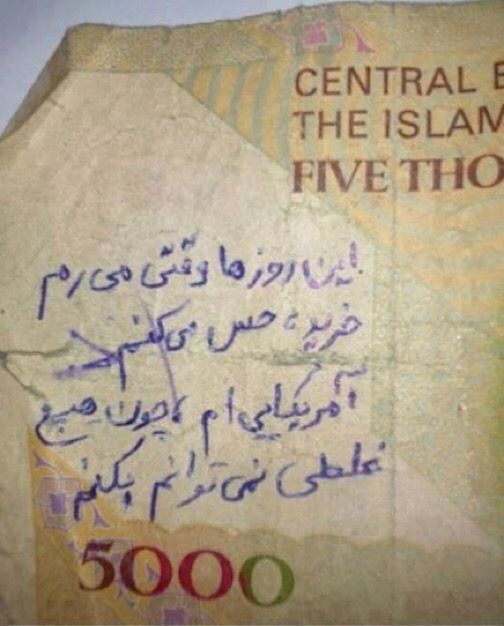 CENTRAL
THE ISLAM
FIVE THO
این روزها وقتی می رم
خرید، حس می کنم
آمریکایی ام، چون هیچ
غلطی نمی توانم بکنم
5000